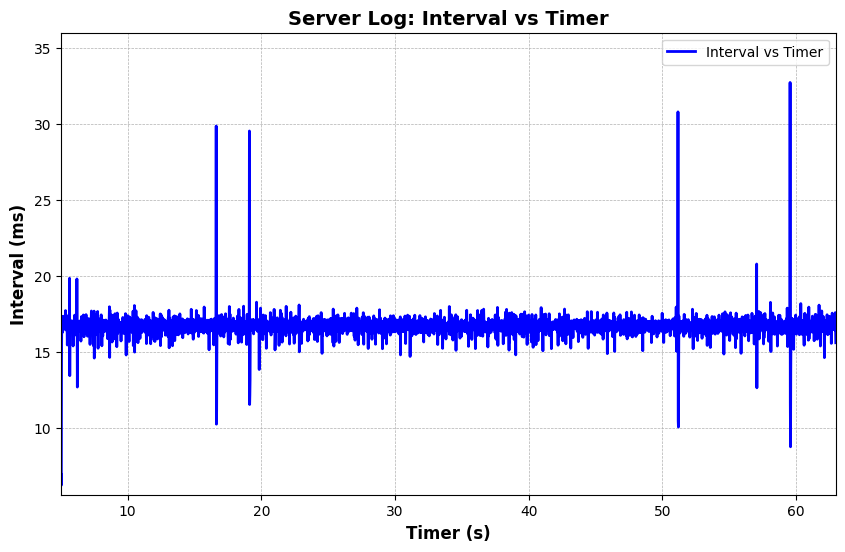 Server Log: Interval vs Timer
Interval vs Timer
35
30
25
20
15
10
Interval (ms)
10 20 30 40 50 60
Timer (s)